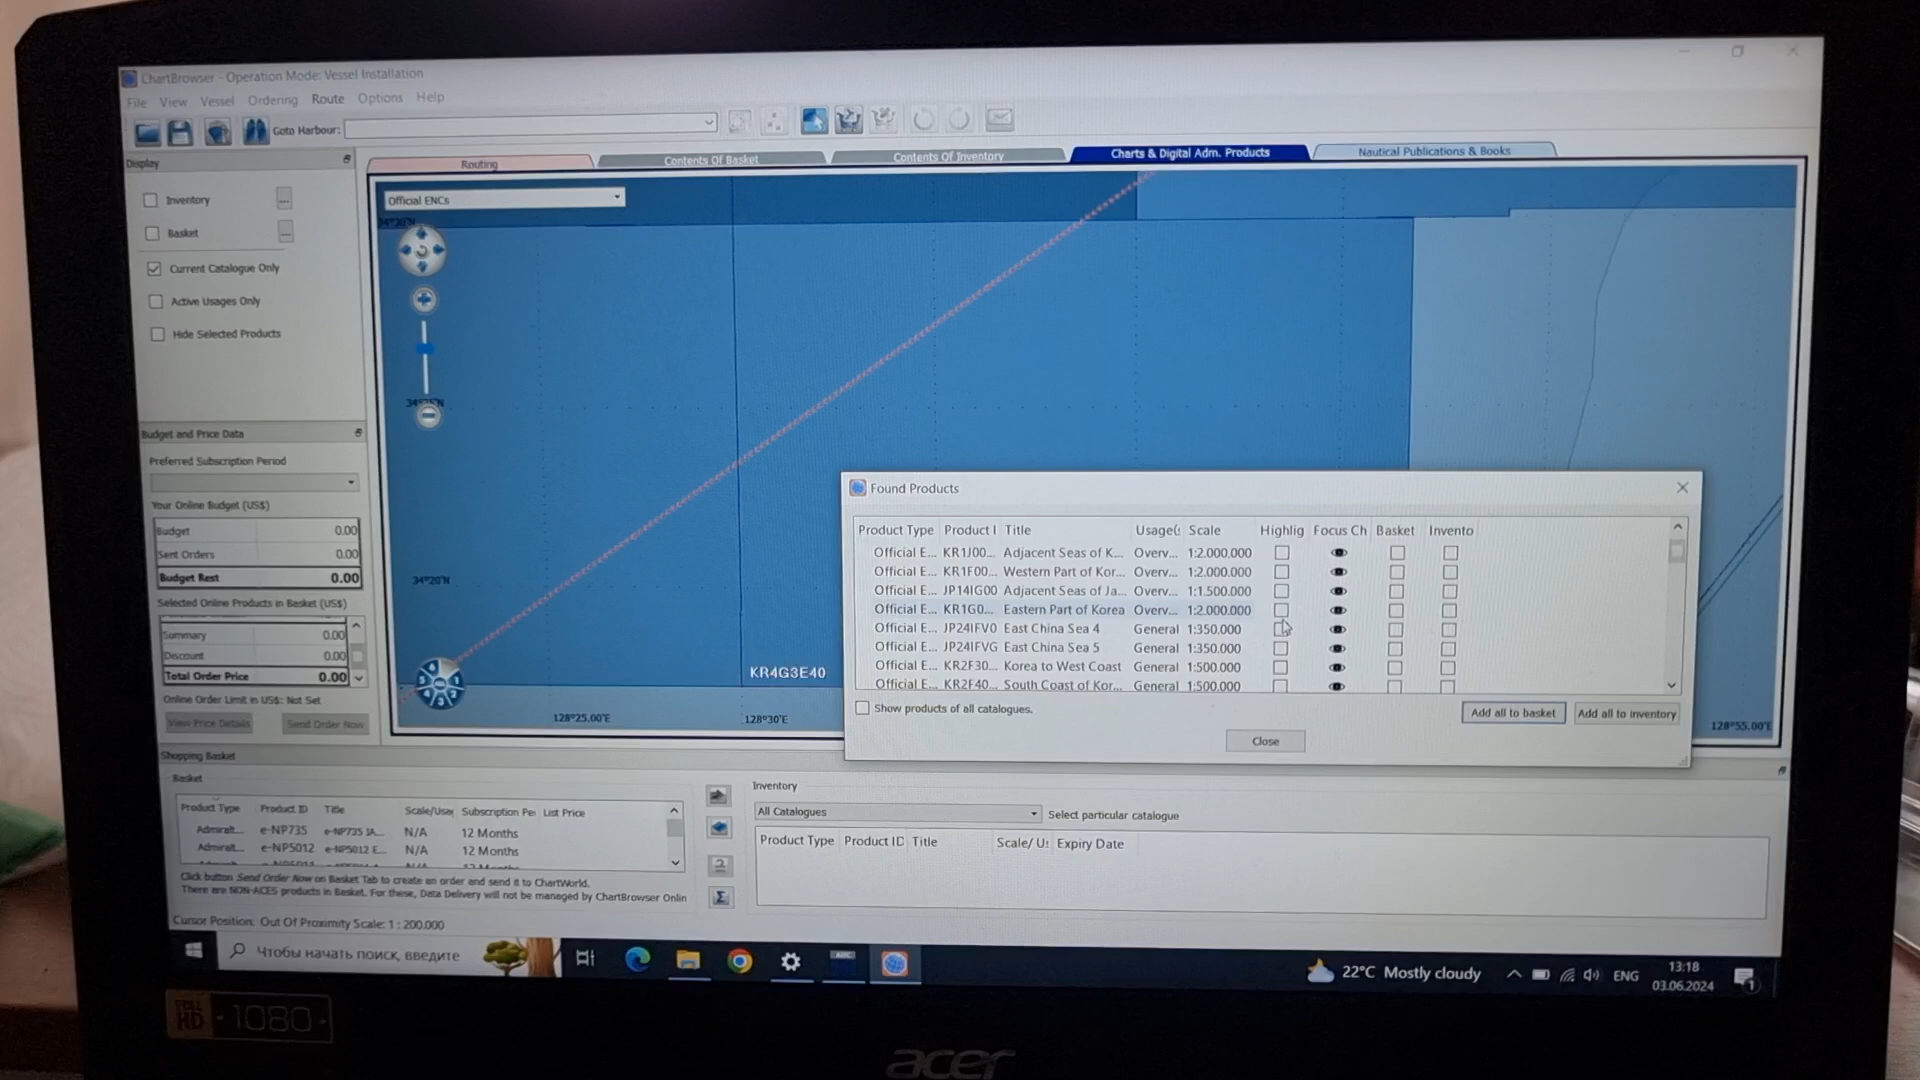 ChartBrowser - Operation Mode: Vessel Installation
File View Vessel Ordering Route Options Help
Goto Harbour:
Display
Routing
Contents Of Basket
Contents Of Inventory
Charts & Digital Adm. Products
Nautical Publications & Books
Inventory ...
Basket ...
Current Catalogue Only
Active Usages Only
Hide Selected Products
Official ENCs
34°20'N
KR4G3E40
128°25.00'E
128°30'E
128°55.00'E
Budget and Price Data
Preferred Subscription Period
Your Online Budget (US$)
Budget 0.00
Sent Orders 0.00
Budget Rest 0.00
Selected Online Products in Basket (US$)
Summary 0.00
Discount 0.00
Total Order Price 0.00
Online Order Limit in US$: Not Set
View Price Details Send Order Now
Found Products
Product Type Product I Title Usage( Scale Highlig Focus Ch Basket Invento
Official E... KR1J00... Adjacent Seas of K... Overv... 1:2.000.000
Official E... KR1F00... Western Part of Kor... Overv... 1:2.000.000
Official E... JP14IG00 Adjacent Seas of Ja... Overv... 1:1.500.000
Official E... KR1G0... Eastern Part of Korea Overv... 1:2.000.000
Official E... JP24IFV0 East China Sea 4 General 1:350.000
Official E... JP24IFVG East China Sea 5 General 1:350.000
Official E... KR2F30... Korea to West Coast General 1:500.000
Official E... KR2F40... South Coast of Kor... General 1:500.000
Show products of all catalogues.
Add all to basket Add all to inventory
Close
Shopping Basket
Basket
Product Type Product ID Title Scale/Usag Subscription Pe List Price
Admiralt... e-NP735 e-NP735 IA... N/A 12 Months
Admiralt... e-NP5012 e-NP5012 E... N/A 12 Months
Click button Send Order Now on Basket Tab to create an order and send it to ChartWorld.
There are NON-ACES products in Basket. For these, Data Delivery will not be managed by ChartBrowser Onlin
Inventory
All Catalogues
Select particular catalogue
Product Type Product ID Title Scale/ U: Expiry Date
Cursor Position: Out Of Proximity Scale: 1 : 200.000
Чтобы начать поиск, введите
22°C Mostly cloudy
ENG
13:18
03.06.2024
1
FULL HD 1080
acer